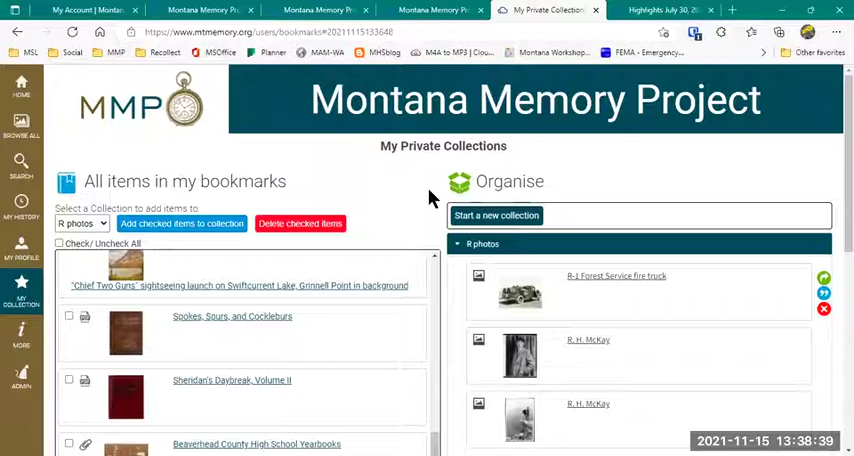 My Account | Montan
Montana Memory Pro
Montana Memory Pro
Montana Memory Pro
My Private Collection
Highlights July 30, 20
https://www.mtmemory.org/users/bookmarks#20211115133648
MSL
Social
MMP
Recollect
MSOffice
Planner
MAM-WA
MHSblog
M4A to MP3 | Clou...
Montana Workshop...
FEMA - Emergency...
Other favorites
HOME
BROWSE ALL
SEARCH
MY HISTORY
MY PROFILE
MY COLLECTION
MORE
ADMIN
MMP
Montana Memory Project
My Private Collections
All items in my bookmarks
Select a Collection to add items to:
R photos
Add checked items to collection
Delete checked items
Check/ Uncheck All
"Chief Two Guns" sightseeing launch on Swiftcurrent Lake, Grinnell Point in background
Spokes, Spurs, and Cockleburs
Sheridan's Daybreak, Volume II
Beaverhead County High School Yearbooks
Organise
Start a new collection
R photos
R-1 Forest Service fire truck
R. H. McKay
R. H. McKay
2021-11-15 13:38:39